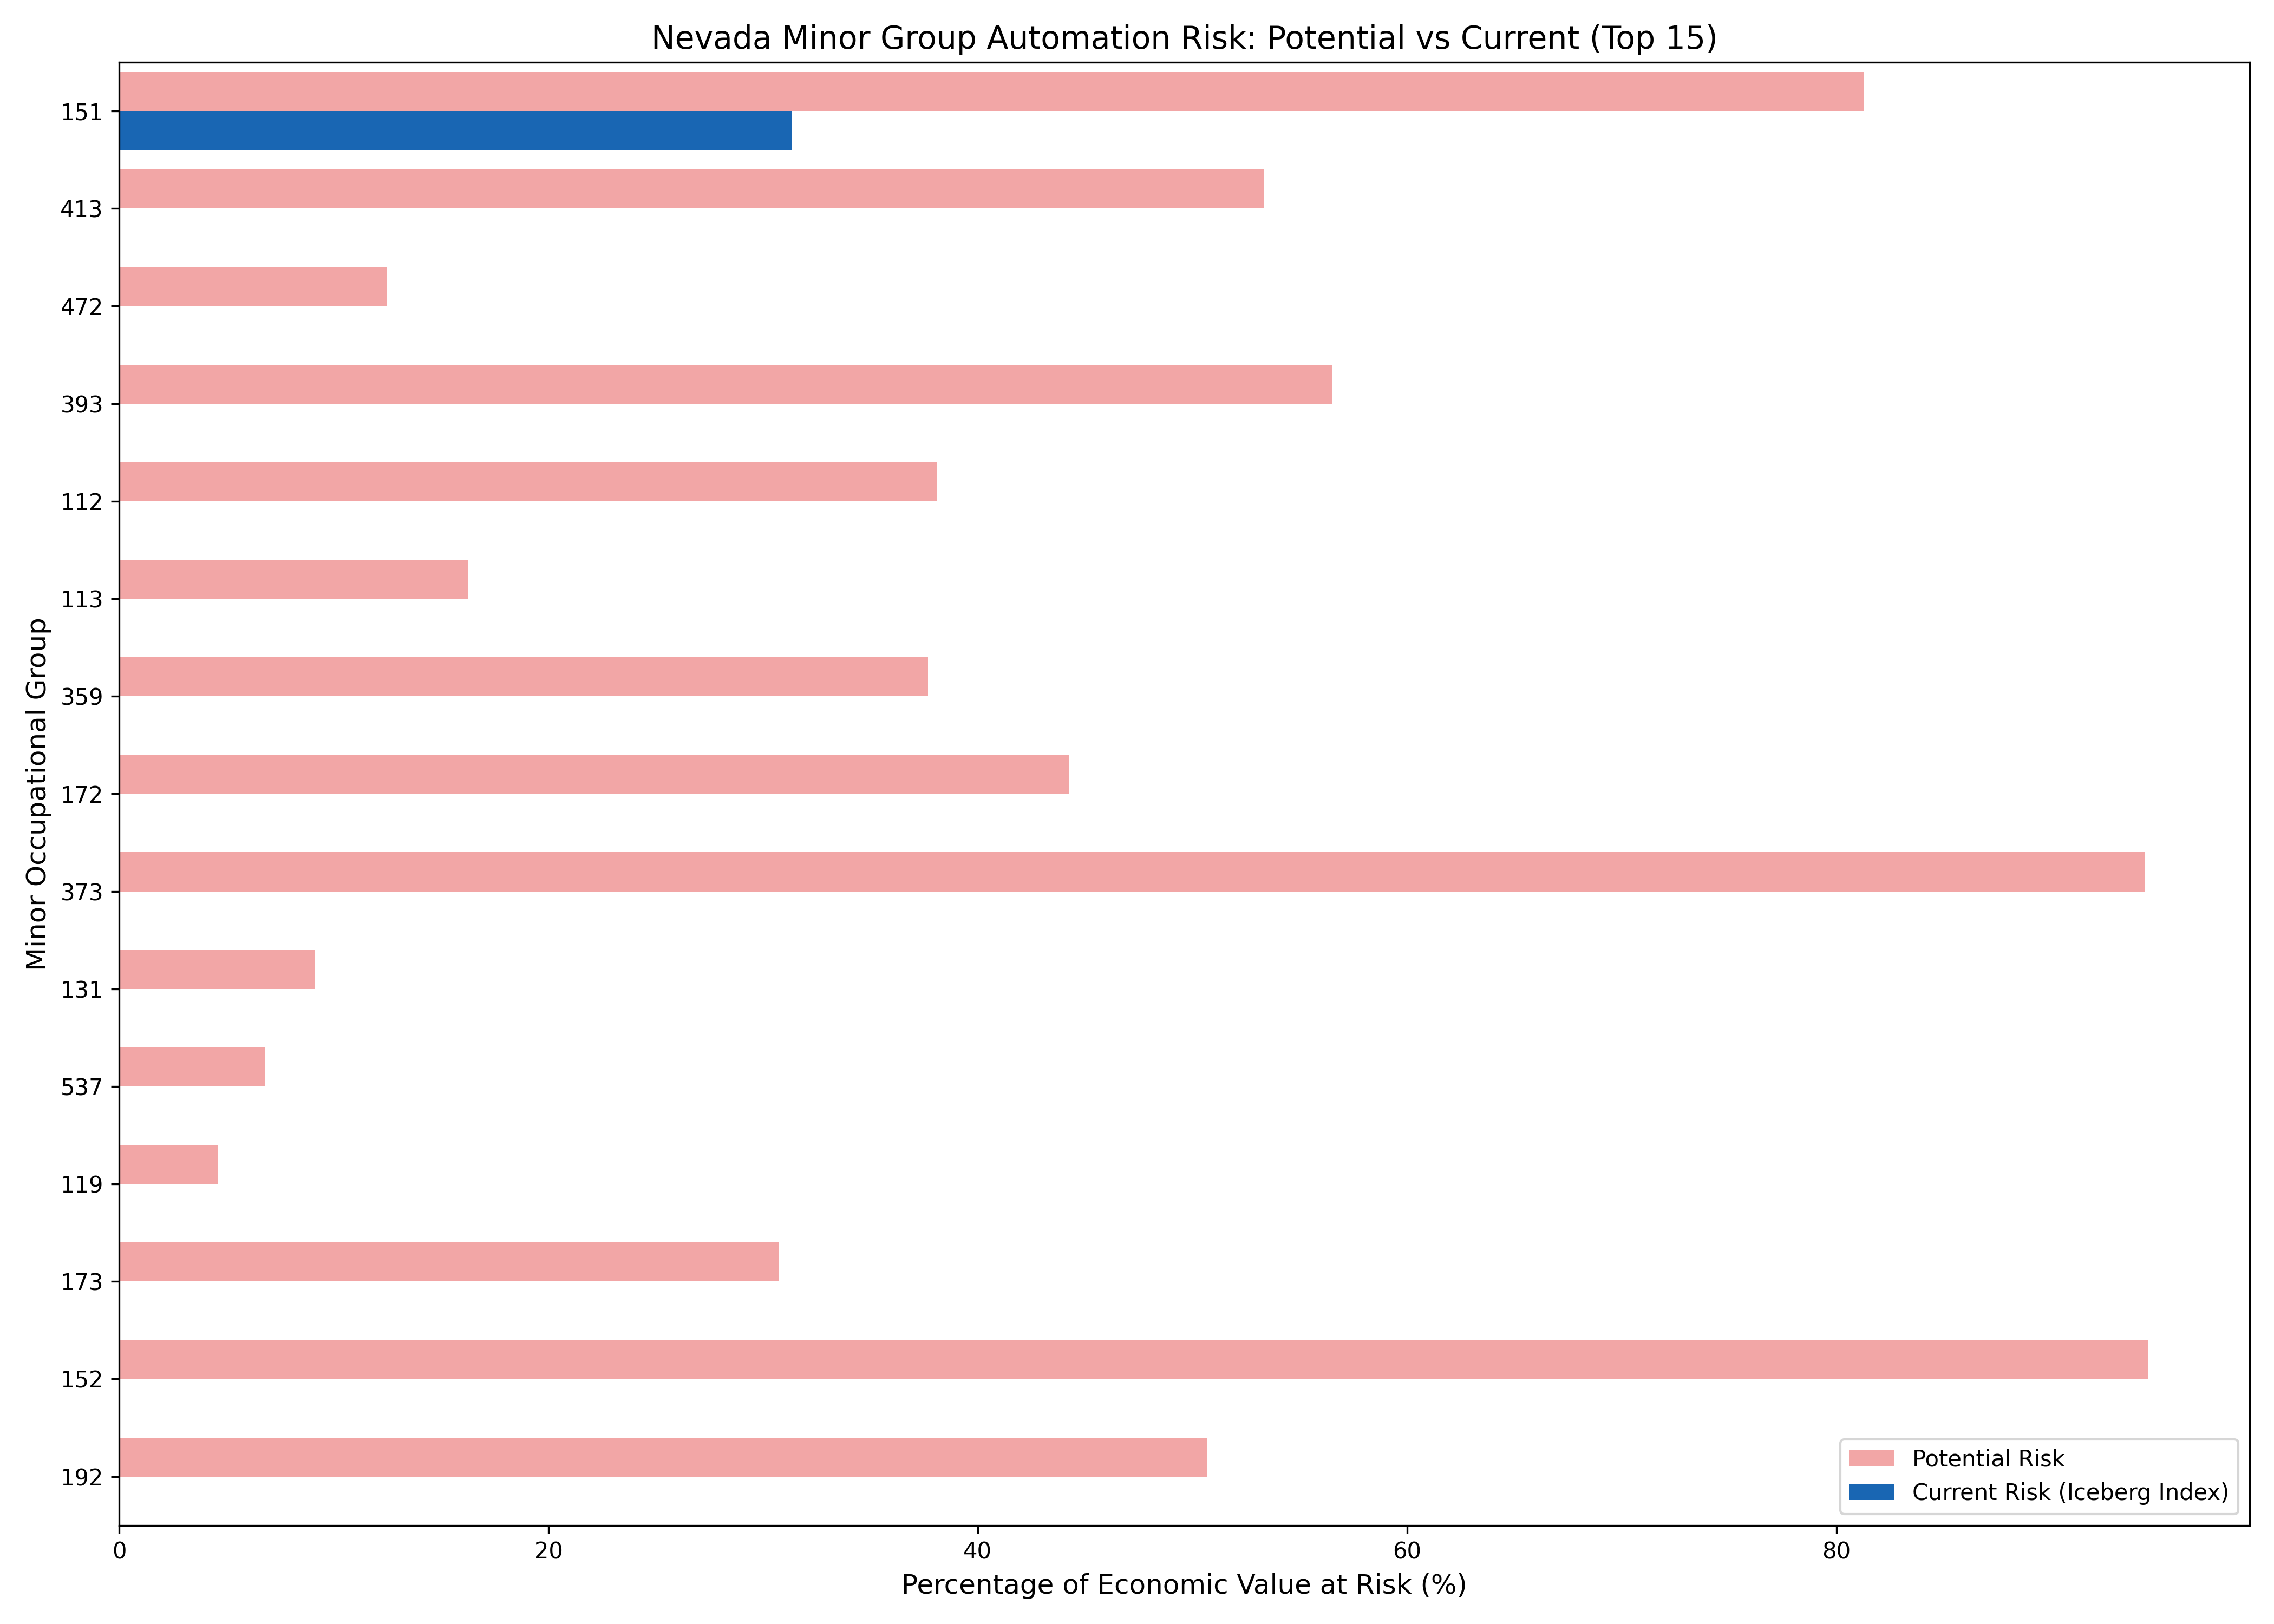 Nevada Minor Group Automation Risk: Potential vs Current (Top 15)
Minor Occupational Group
151
413
472
393
112
113
359
172
373
131
537
119
173
152
192
Potential Risk
Current Risk (Iceberg Index)
0 20 40 60 80
Percentage of Economic Value at Risk (%)